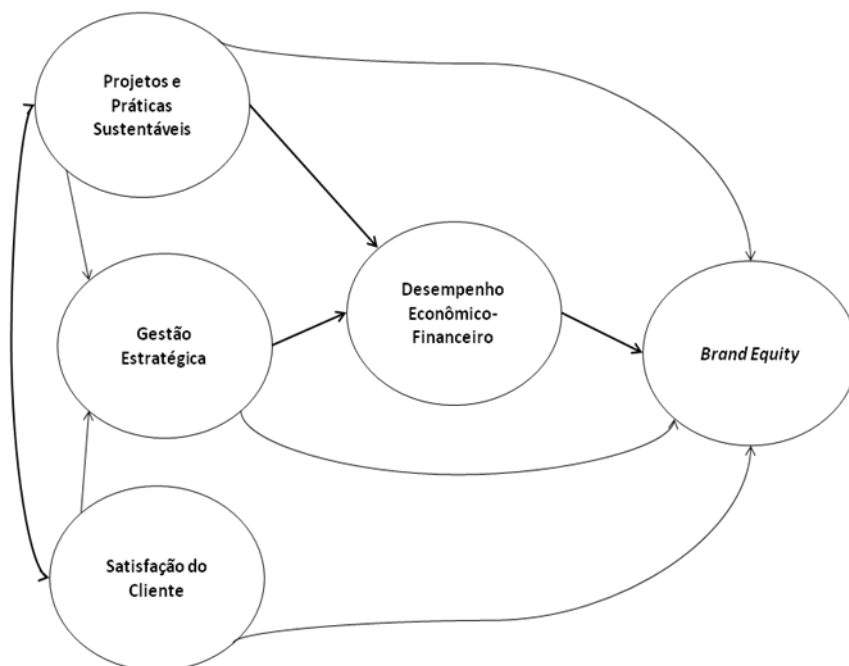 Projetos e
Práticas
Sustentáveis
Desempenho
Econômico-
Financeiro
Gestão
Estratégica
Brand Equity
Satisfação do
Cliente